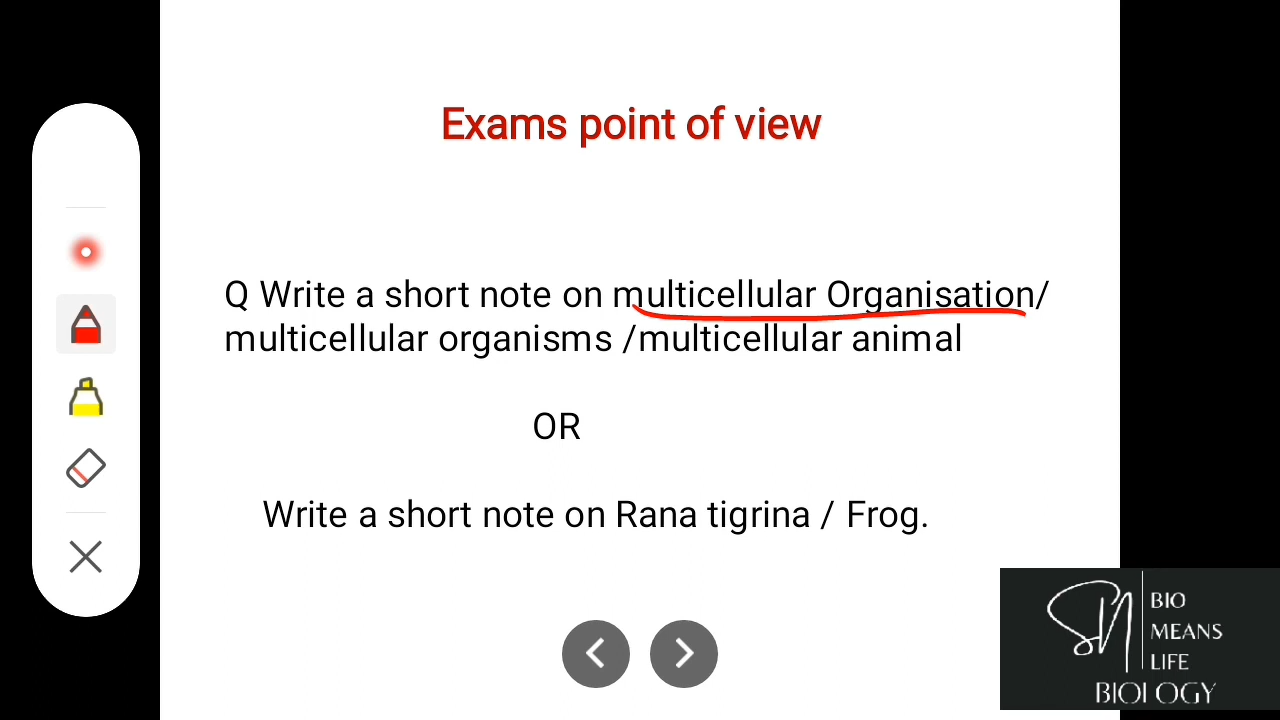 Exams point of view
Q Write a short note on multicellular Organisation/
multicellular organisms /multicellular animal
OR
Write a short note on Rana tigrina / Frog.
SN
BIO
MEANS
LIFE
BIOLOGY